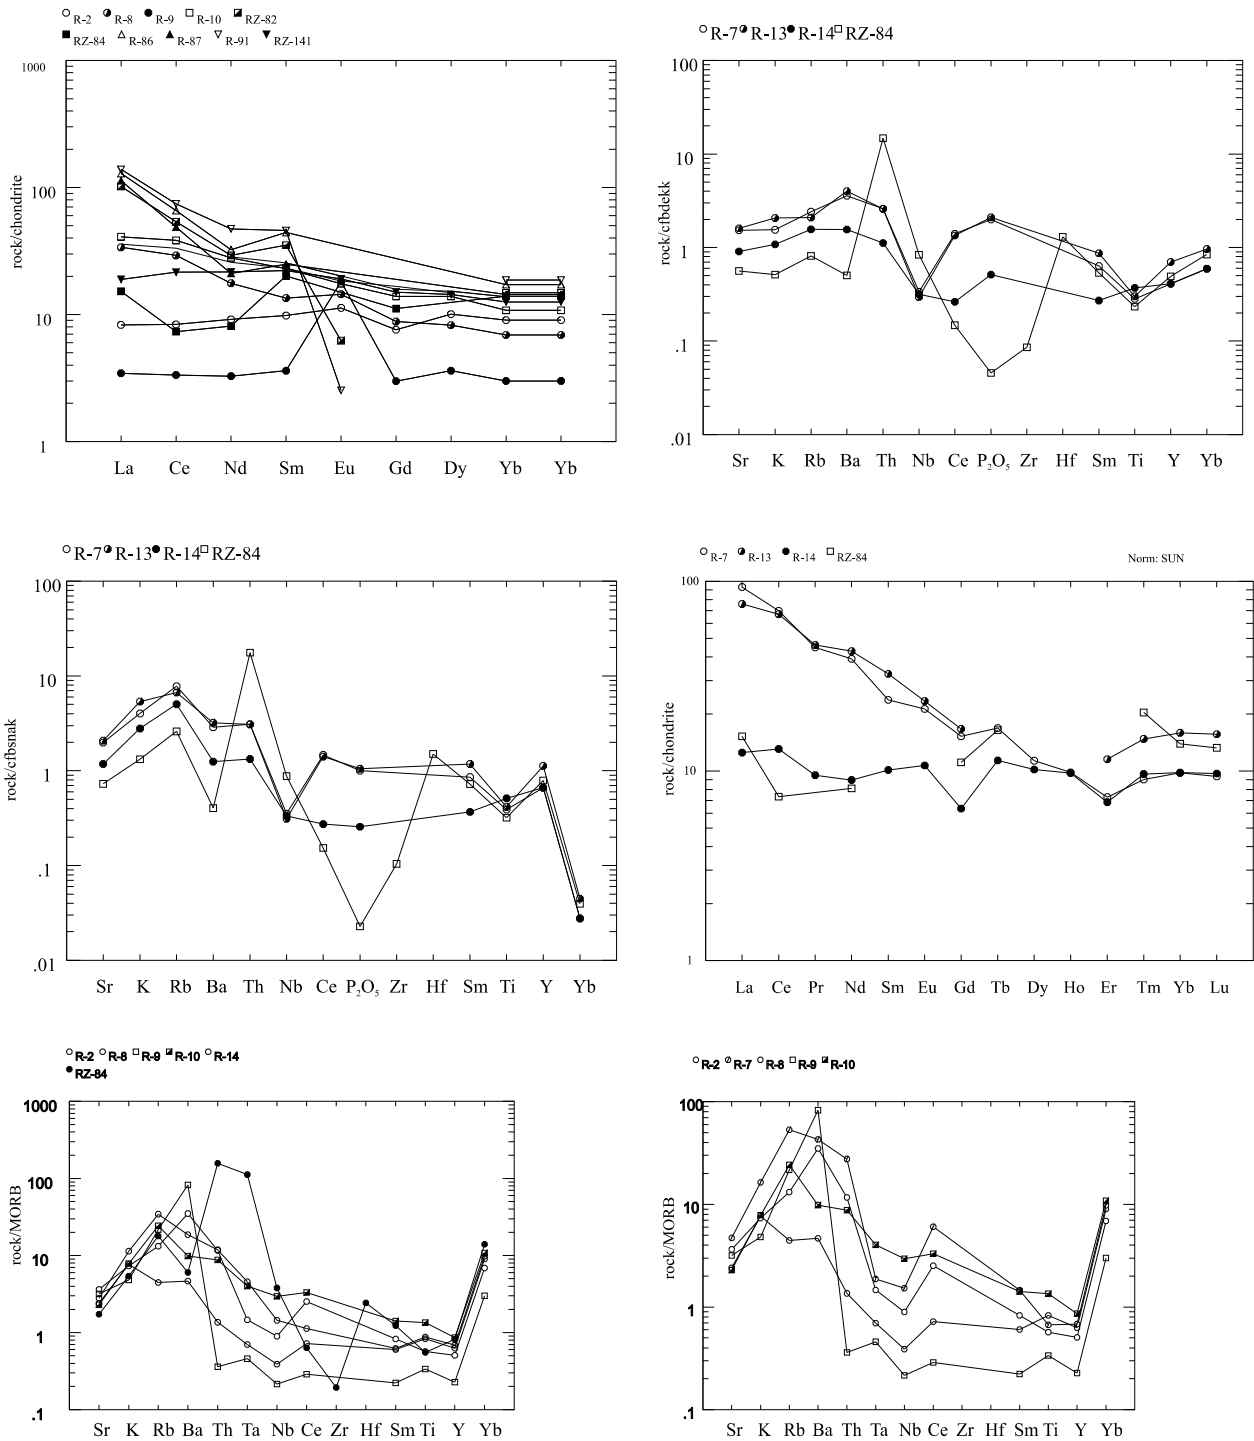 R-2 R-8 R-9 R-10 RZ-82
RZ-84 R-86 R-87 R-91 RZ-141
1000
100
10
1
rock/chondrite
La Ce Nd Sm Eu Gd Dy Yb Yb
R-7 R-13 R-14 RZ-84
100
10
1
.1
.01
rock/cfbdekk
Sr K Rb Ba Th Nb Ce P₂O₅ Zr Hf Sm Ti Y Yb
R-7 R-13 R-14 RZ-84
100
10
1
.1
.01
rock/cfbsnak
Sr K Rb Ba Th Nb Ce P₂O₅ Zr Hf Sm Ti Y Yb
R-7 R-13 R-14 RZ-84 Norm: SUN
100
10
1
rock/chondrite
La Ce Pr Nd Sm Eu Gd Tb Dy Ho Er Tm Yb Lu
R-2 R-8 R-9 R-10 R-14
RZ-84
1000
100
10
1
.1
rock/MORB
Sr K Rb Ba Th Ta Nb Ce Zr Hf Sm Ti Y Yb
R-2 R-7 R-8 R-9 R-10
100
10
1
.1
rock/MORB
Sr K Rb Ba Th Ta Nb Ce Zr Hf Sm Ti Y Yb